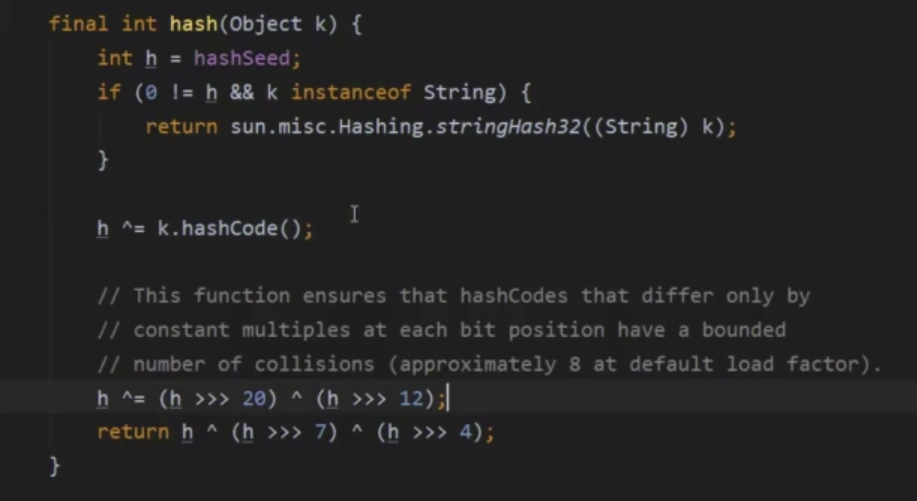 final int hash(Object k) {
int h = hashSeed;
if (0 != h && k instanceof String) {
return sun.misc.Hashing.stringHash32((String) k);
}
h ^= k.hashCode();
// This function ensures that hashCodes that differ only by
// constant multiples at each bit position have a bounded
// number of collisions (approximately 8 at default load factor).
h ^= (h >>> 20) ^ (h >>> 12);
return h ^ (h >>> 7) ^ (h >>> 4);
}